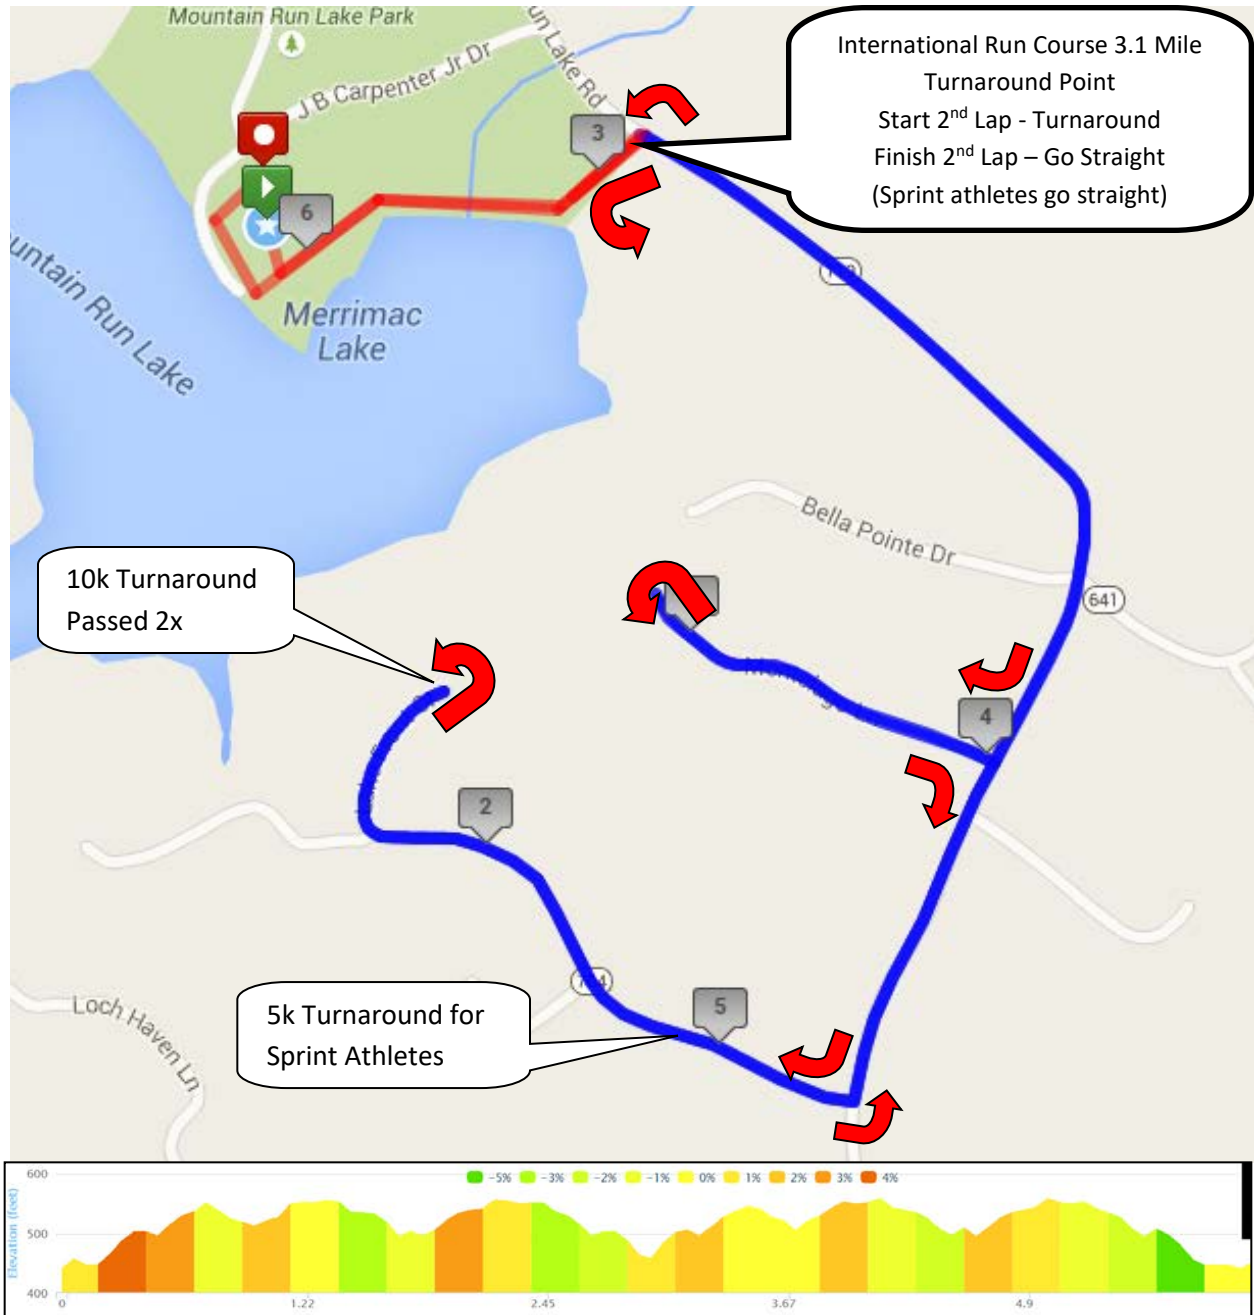 Mountain Run Lake Park
J B Carpenter Jr Dr
un Lake Rd
International Run Course 3.1 Mile
Turnaround Point
Start 2nd Lap - Turnaround
Finish 2nd Lap – Go Straight
(Sprint athletes go straight)
3
6
untain Run Lake
Merrimac
Lake
Bella Pointe Dr
641
10k Turnaround
Passed 2x
4
2
5k Turnaround for
Sprint Athletes
5
Loch Haven Ln
Elevation (feet)
600
500
400
-5% -3% -2% -1% 0% 1% 2% 3% 4%
0 1.22 2.45 3.67 4.9